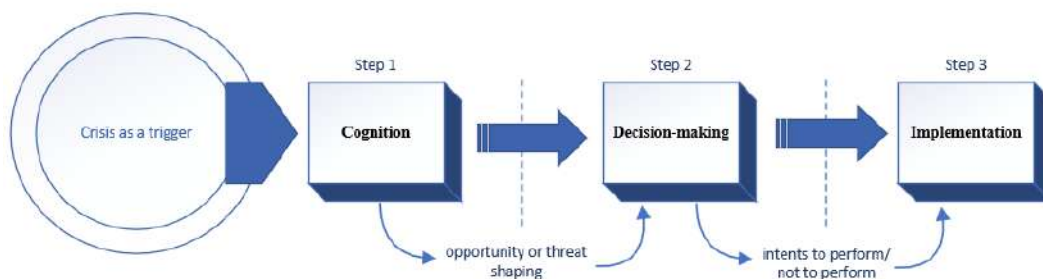 Step 1
Step 2
Step 3
Crisis as a trigger
Cognition
Decision-making
Implementation
opportunity or threat
shaping
intents to perform/
not to perform